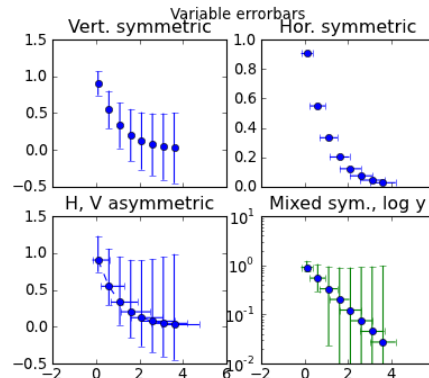 Variable errorbars
Vert. symmetric
Hor. symmetric
1.5
1.0
0.5
0.0
−0.5
1.0
0.8
0.6
0.4
0.2
0.0
H, V asymmetric
Mixed sym., log y
1.5
1.0
0.5
0.0
−0.5
10^1
10^0
10^-1
10^-2
−2 0 2 4 6
−2 0 2 4 6